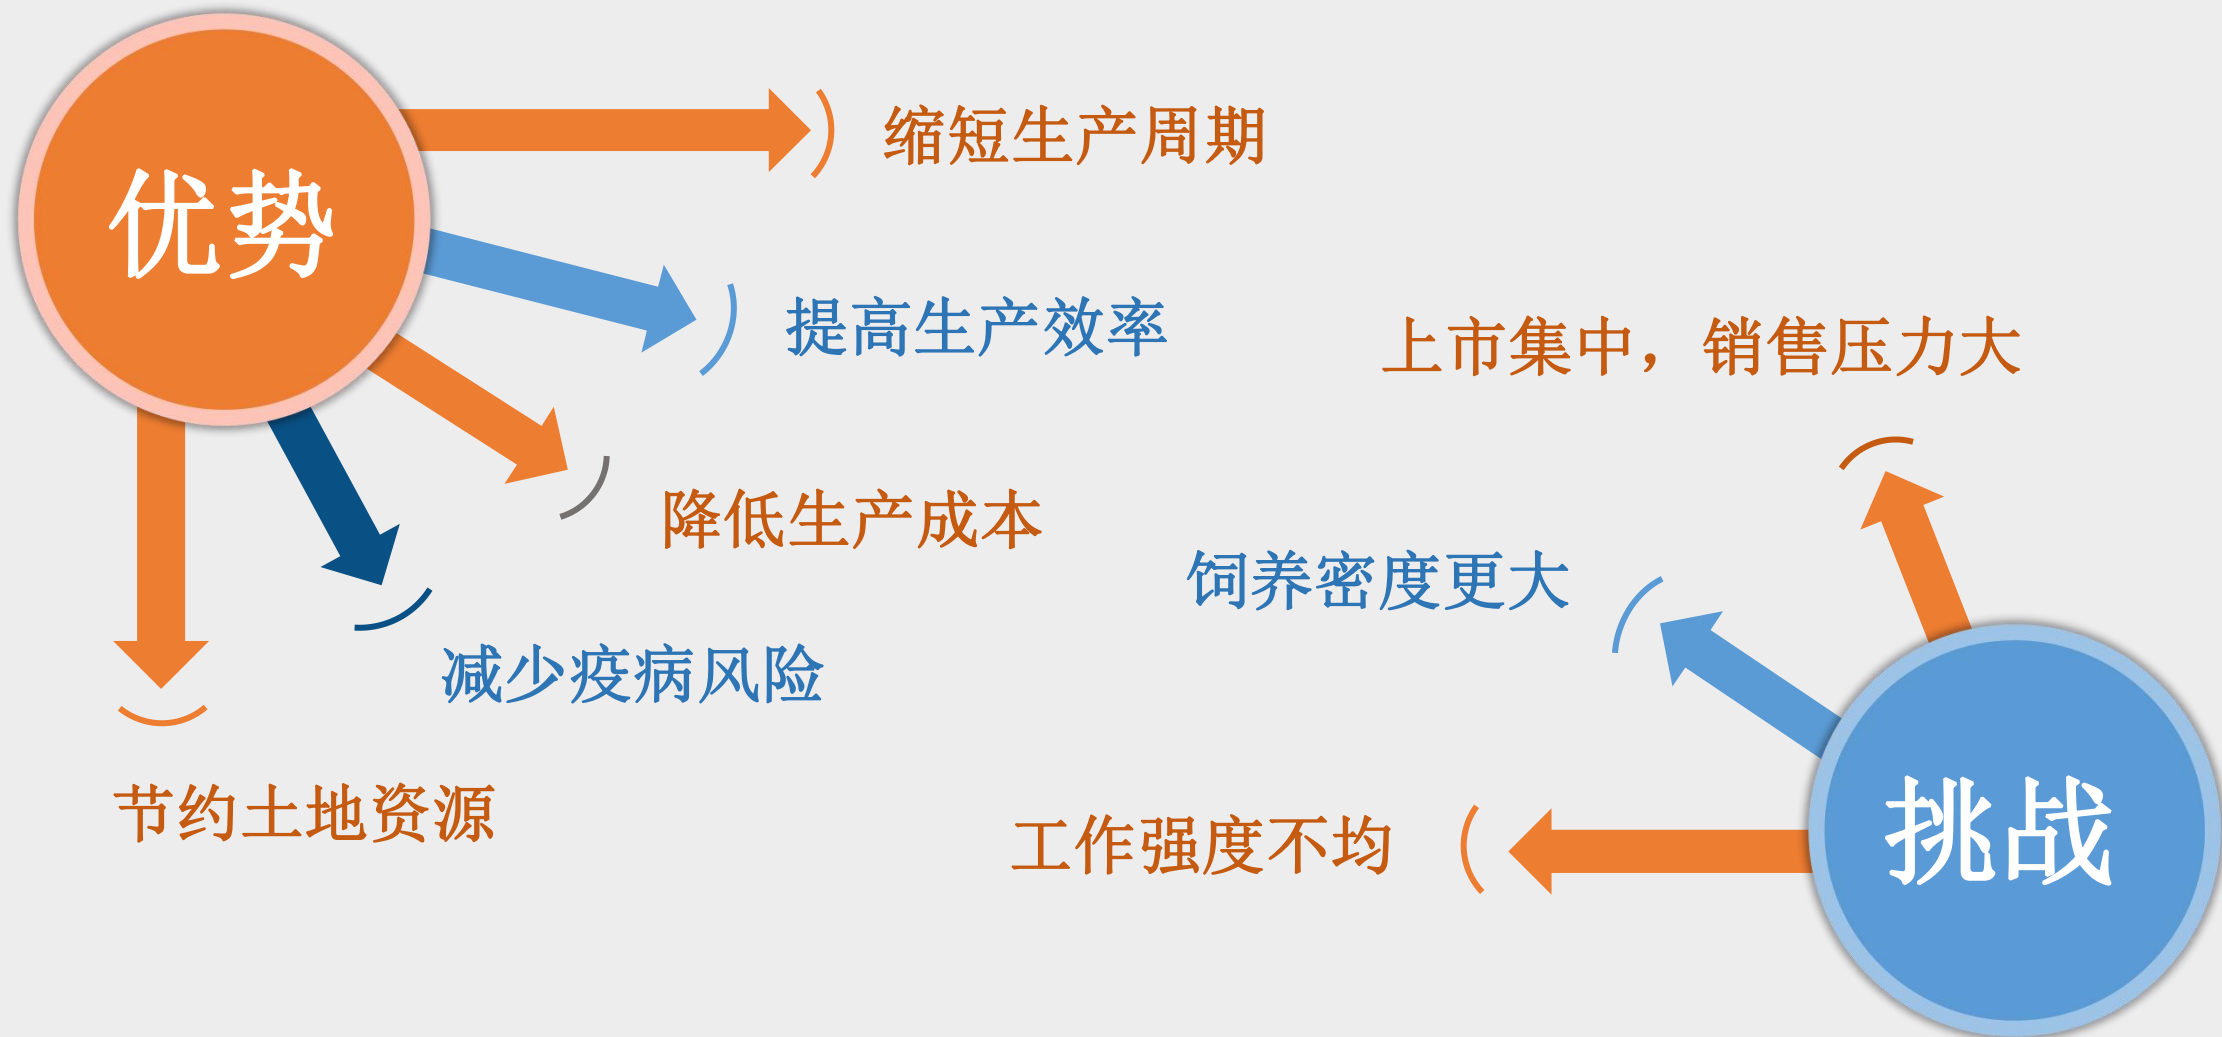 优势
缩短生产周期
提高生产效率
降低生产成本
减少疫病风险
节约土地资源
上市集中，销售压力大
饲养密度更大
工作强度不均
挑战